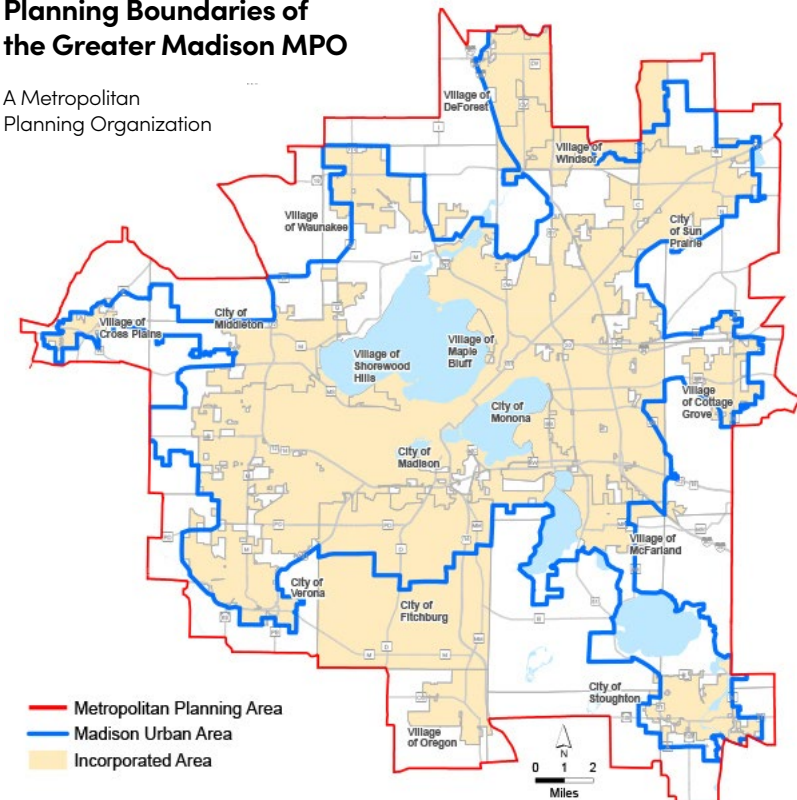 Planning Boundaries of
the Greater Madison MPO
A Metropolitan
Planning Organization
Village of
DeForest
Village of
Windsor
Village
of Waunakee
City
of Sun
Prairie
City of
Middleton
Village of
Cross Plains
Village of
Shorewood
Hills
Village of
Maple
Bluff
Village
of Cottage
Grove
City of
Monona
City of
Madison
Village of
McFarland
City of
Verona
City of
Fitchburg
City of
Stoughton
Village
of Oregon
Metropolitan Planning Area
Madison Urban Area
Incorporated Area
N
0 1 2
Miles